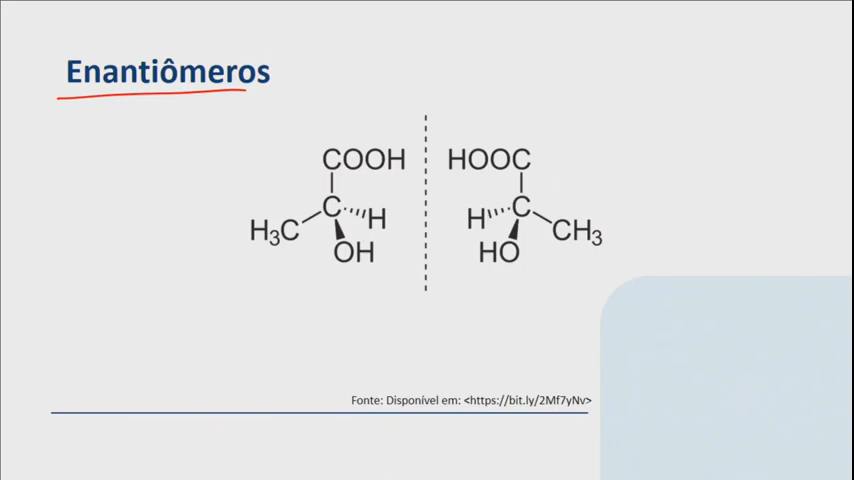 Enantiômeros
COOH HOOC
C H H C
H₃C CH₃
OH HO
Fonte: Disponível em: <https://bit.ly/2Mf7yNv>